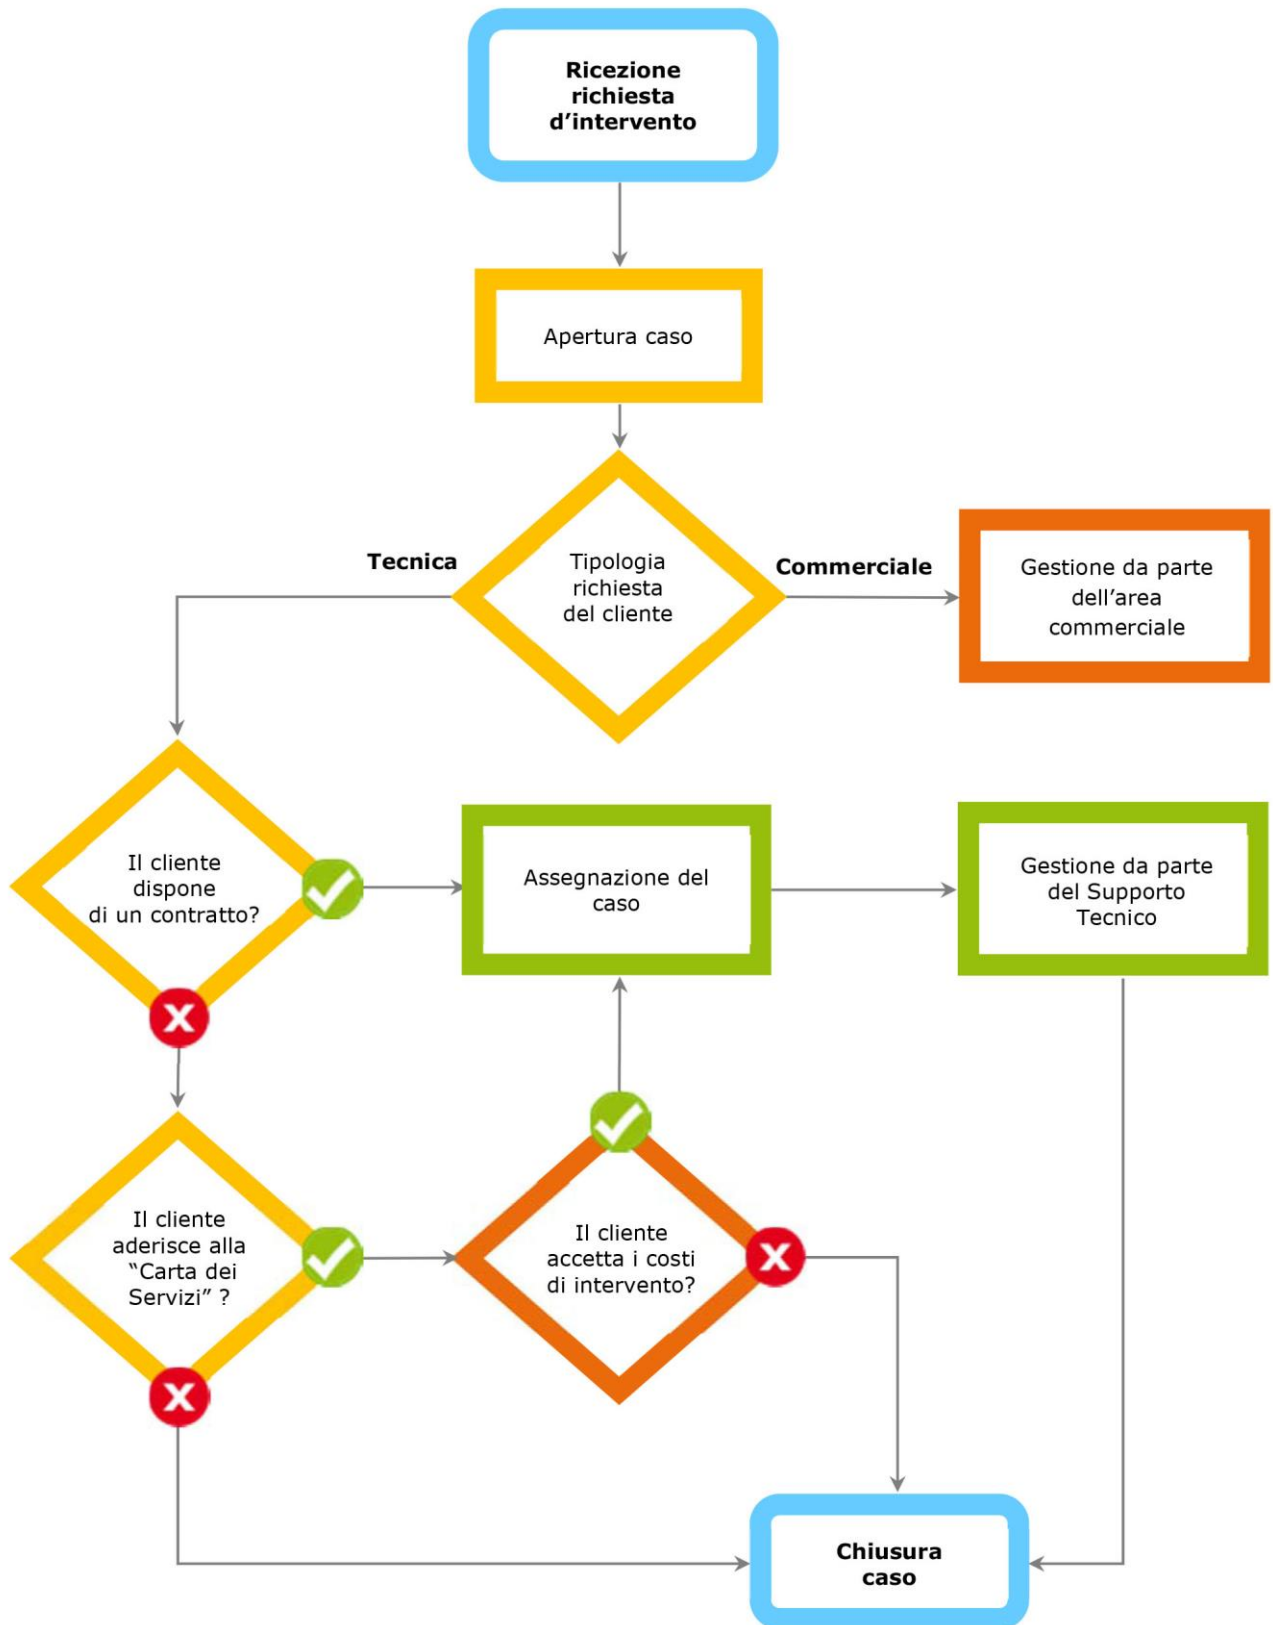 Ricezione
richiesta
d’intervento
Apertura caso
Tecnica
Tipologia
richiesta
del cliente
Commerciale
Gestione da parte
dell’area
commerciale
Il cliente
dispone
di un contratto?
Assegnazione del
caso
Gestione da parte
del Supporto
Tecnico
Il cliente
aderisce alla
“Carta dei
Servizi” ?
Il cliente
accetta i costi
di intervento?
Chiusura
caso